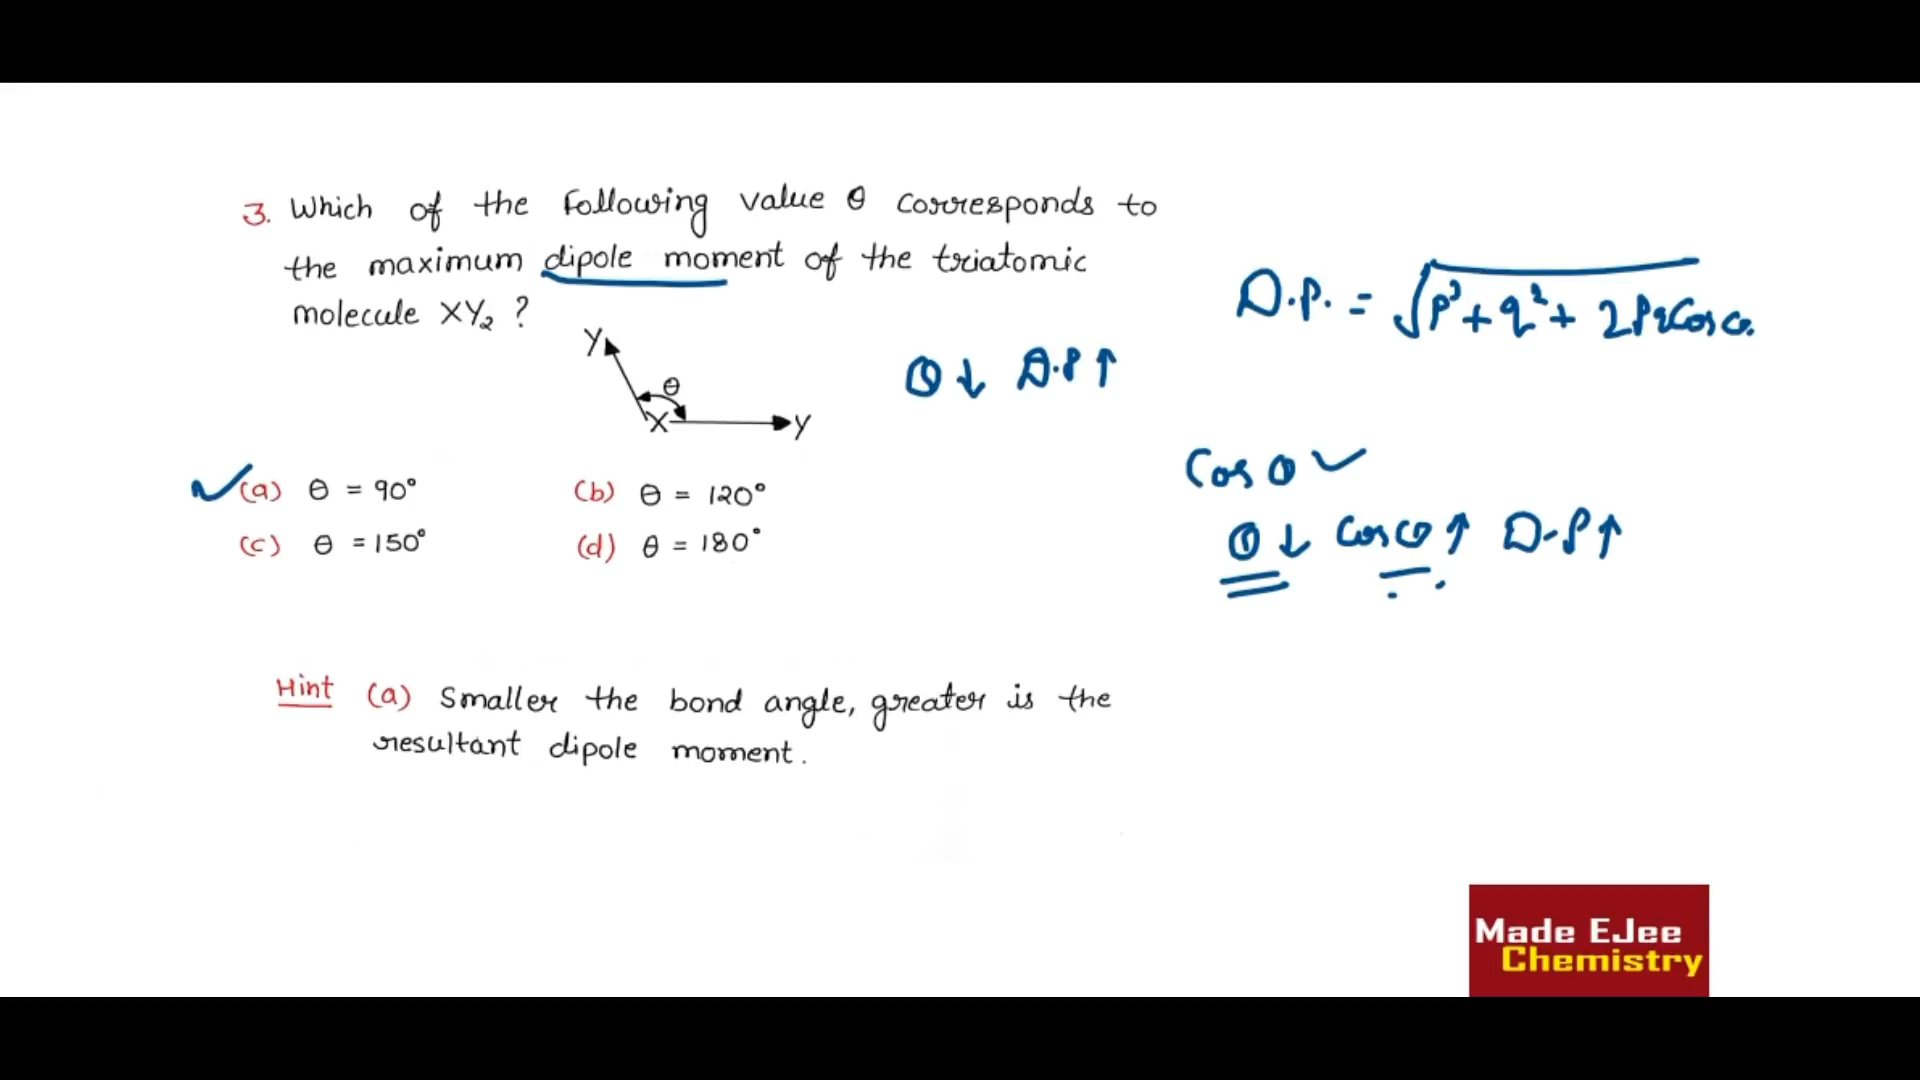 3. Which of the following value θ corresponds to
the maximum dipole moment of the triatomic
molecule XY₂ ?
Y
θ
X
Y
(a) θ = 90°
(b) θ = 120°
(c) θ = 150°
(d) θ = 180°
θ ↓ D.P ↑
D.P. = √p²+q²+ 2Pq Cos θ.
Cos θ ✓
θ ↓ Cos θ ↑ D-P ↑
Hint (a) Smaller the bond angle, greater is the
resultant dipole moment.
Made EJee
Chemistry